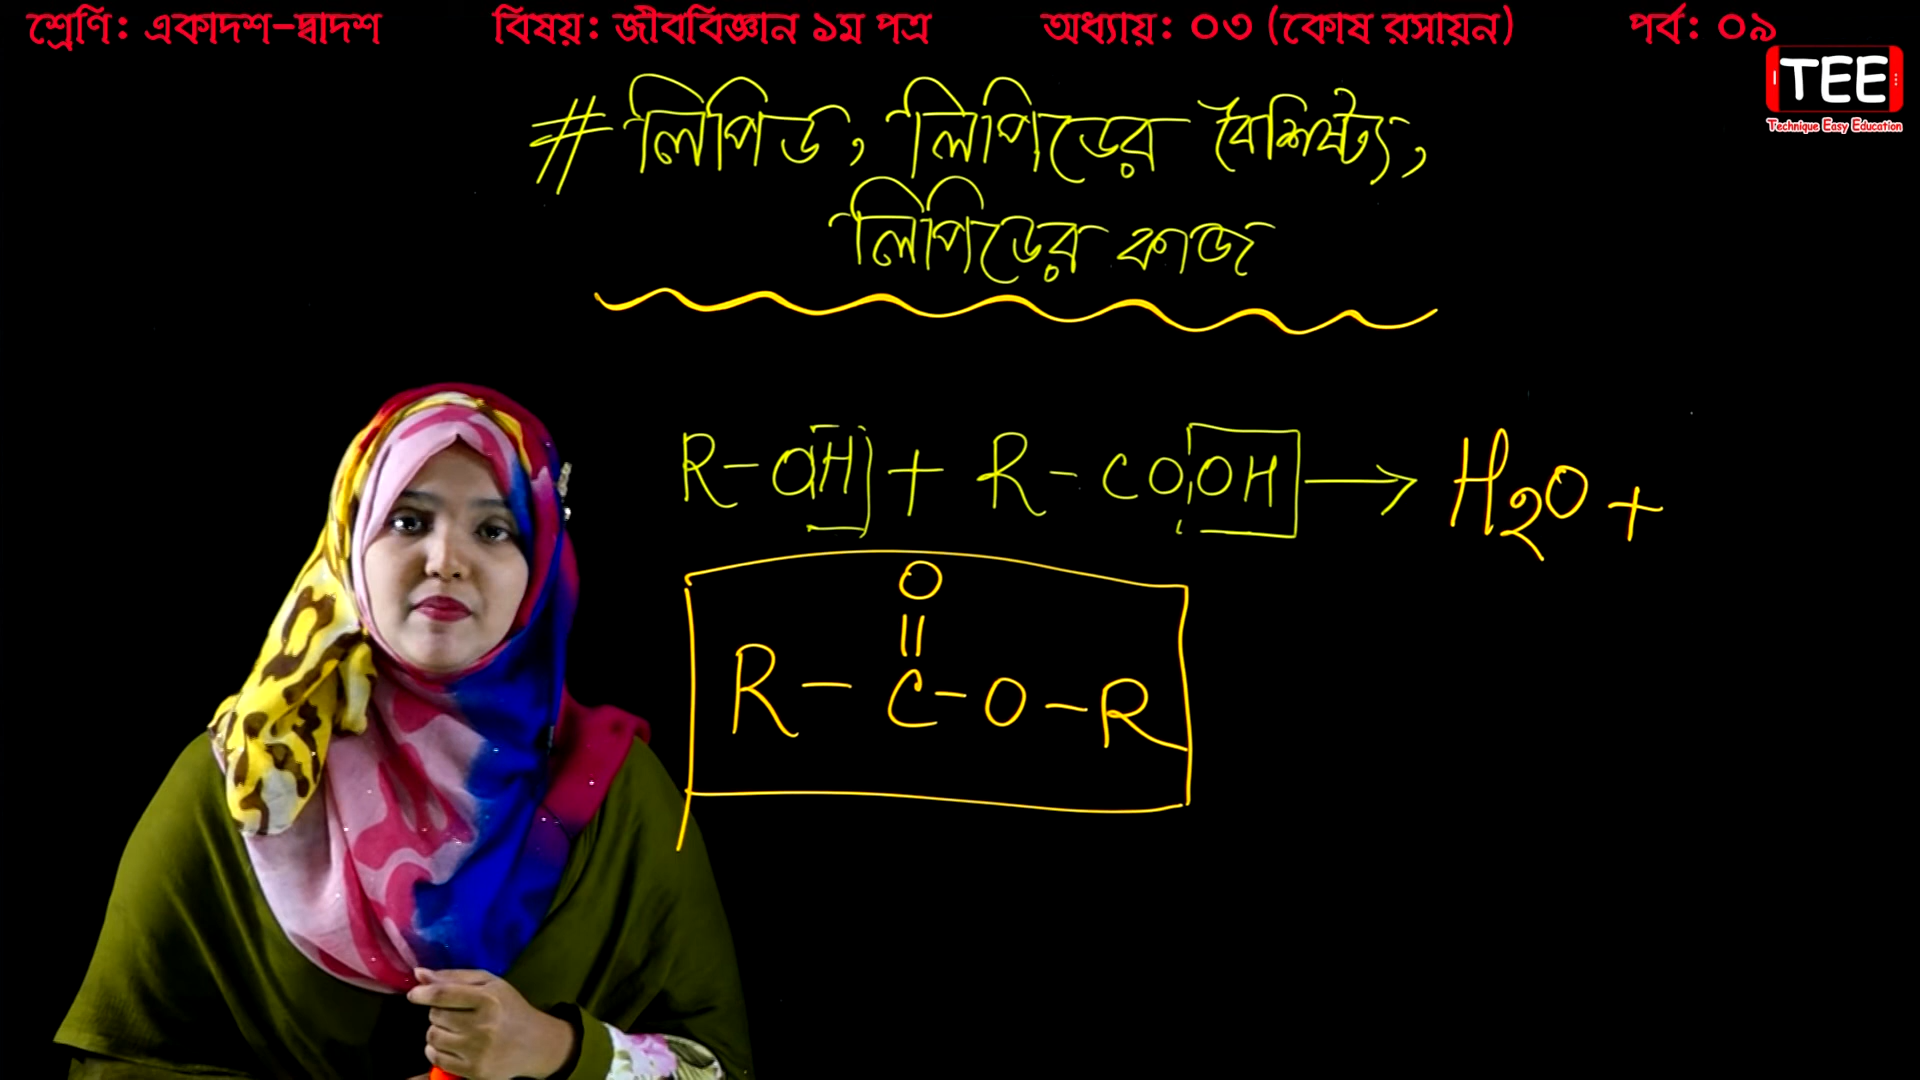 শ্রেণি: একাদশ-দ্বাদশ বিষয়: জীববিজ্ঞান ১ম পত্র অধ্যায়: ০৩ (কোষ রসায়ন) পর্ব: ০৯
TEE
Technique Easy Education
# লিপিড, লিপিডের বৈশিষ্ট্য,
লিপিডের কাজ
R-OH + R-COOH → H2O +
O
||
R-C-O-R